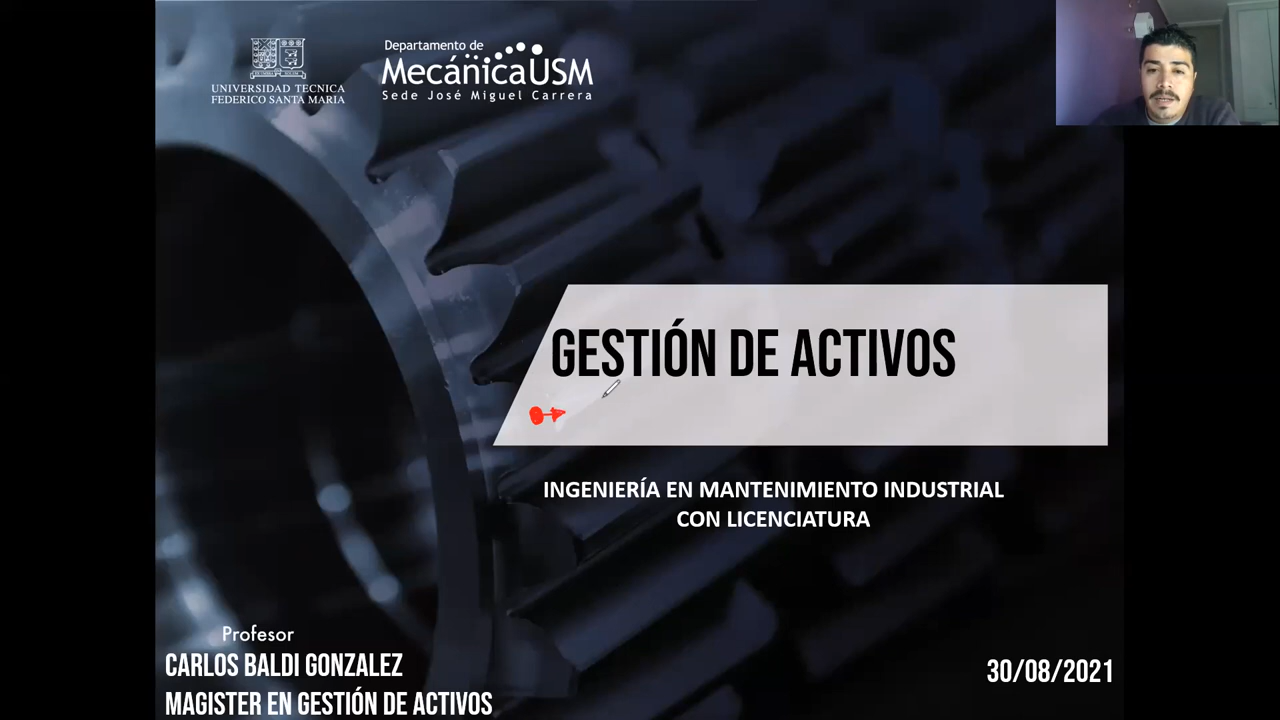 UNIVERSIDAD TECNICA
FEDERICO SANTA MARIA
Departamento de
MecánicaUSM
Sede José Miguel Carrera
GESTIÓN DE ACTIVOS
INGENIERÍA EN MANTENIMIENTO INDUSTRIAL
CON LICENCIATURA
Profesor
CARLOS BALDI GONZALEZ
MAGISTER EN GESTIÓN DE ACTIVOS
30/08/2021